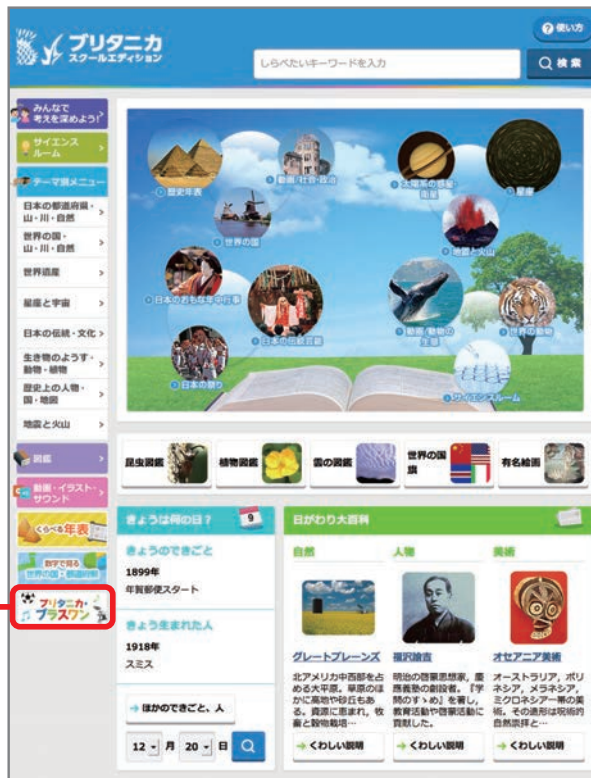 ブリタニカ
スクールエディション
使い方
しらべたいキーワードを入力
検索
みんなで
考えを深めよう!
サイエンス
ルーム
テーマ別メニュー
日本の都道府県・
山・川・自然
世界の国・
山・川・自然
世界遺産
星座と宇宙
日本の伝統・文化
生き物のようす・
動物・植物
歴史上の人物・
国・地図
地震と火山
図鑑
動画・イラスト・
サウンド
くらべる年表
数字で見る
世界の国・都道府県
ブリタニカ・
プラスワン
歴史年表
動画/社会・政治
太陽系の惑星・
衛星
星座
世界の国
地震と火山
日本のおもな年中行事
日本の伝統芸能
動画/動物の
生態
世界の動物
日本の祭り
サイエンスルーム
昆虫図鑑
植物図鑑
雲の図鑑
世界の国旗
有名絵画
きょうは何の日?
9
きょうのできごと
1899年
年賀郵便スタート
きょう生まれた人
1918年
スミス
ほかのできごと、人
12 月 20 日
日がわり大百科
自然
グレートプレーンズ
北アメリカ中西部を占
める大平原。草原のほ
かに高地や砂丘もあ
る。資源に恵まれ，牧
畜と穀物栽培…
くわしい説明
人物
福沢諭吉
明治の啓蒙思想家，慶
應義塾の創設者。『学
問のすゝめ』を著し，
教育活動や啓蒙活動に
貢献した。
くわしい説明
美術
オセアニア美術
オーストラリア，ポリ
ネシア，メラネシア，
ミクロネシア一帯の美
術。その造形は呪術的
自然崇拝と…
くわしい説明